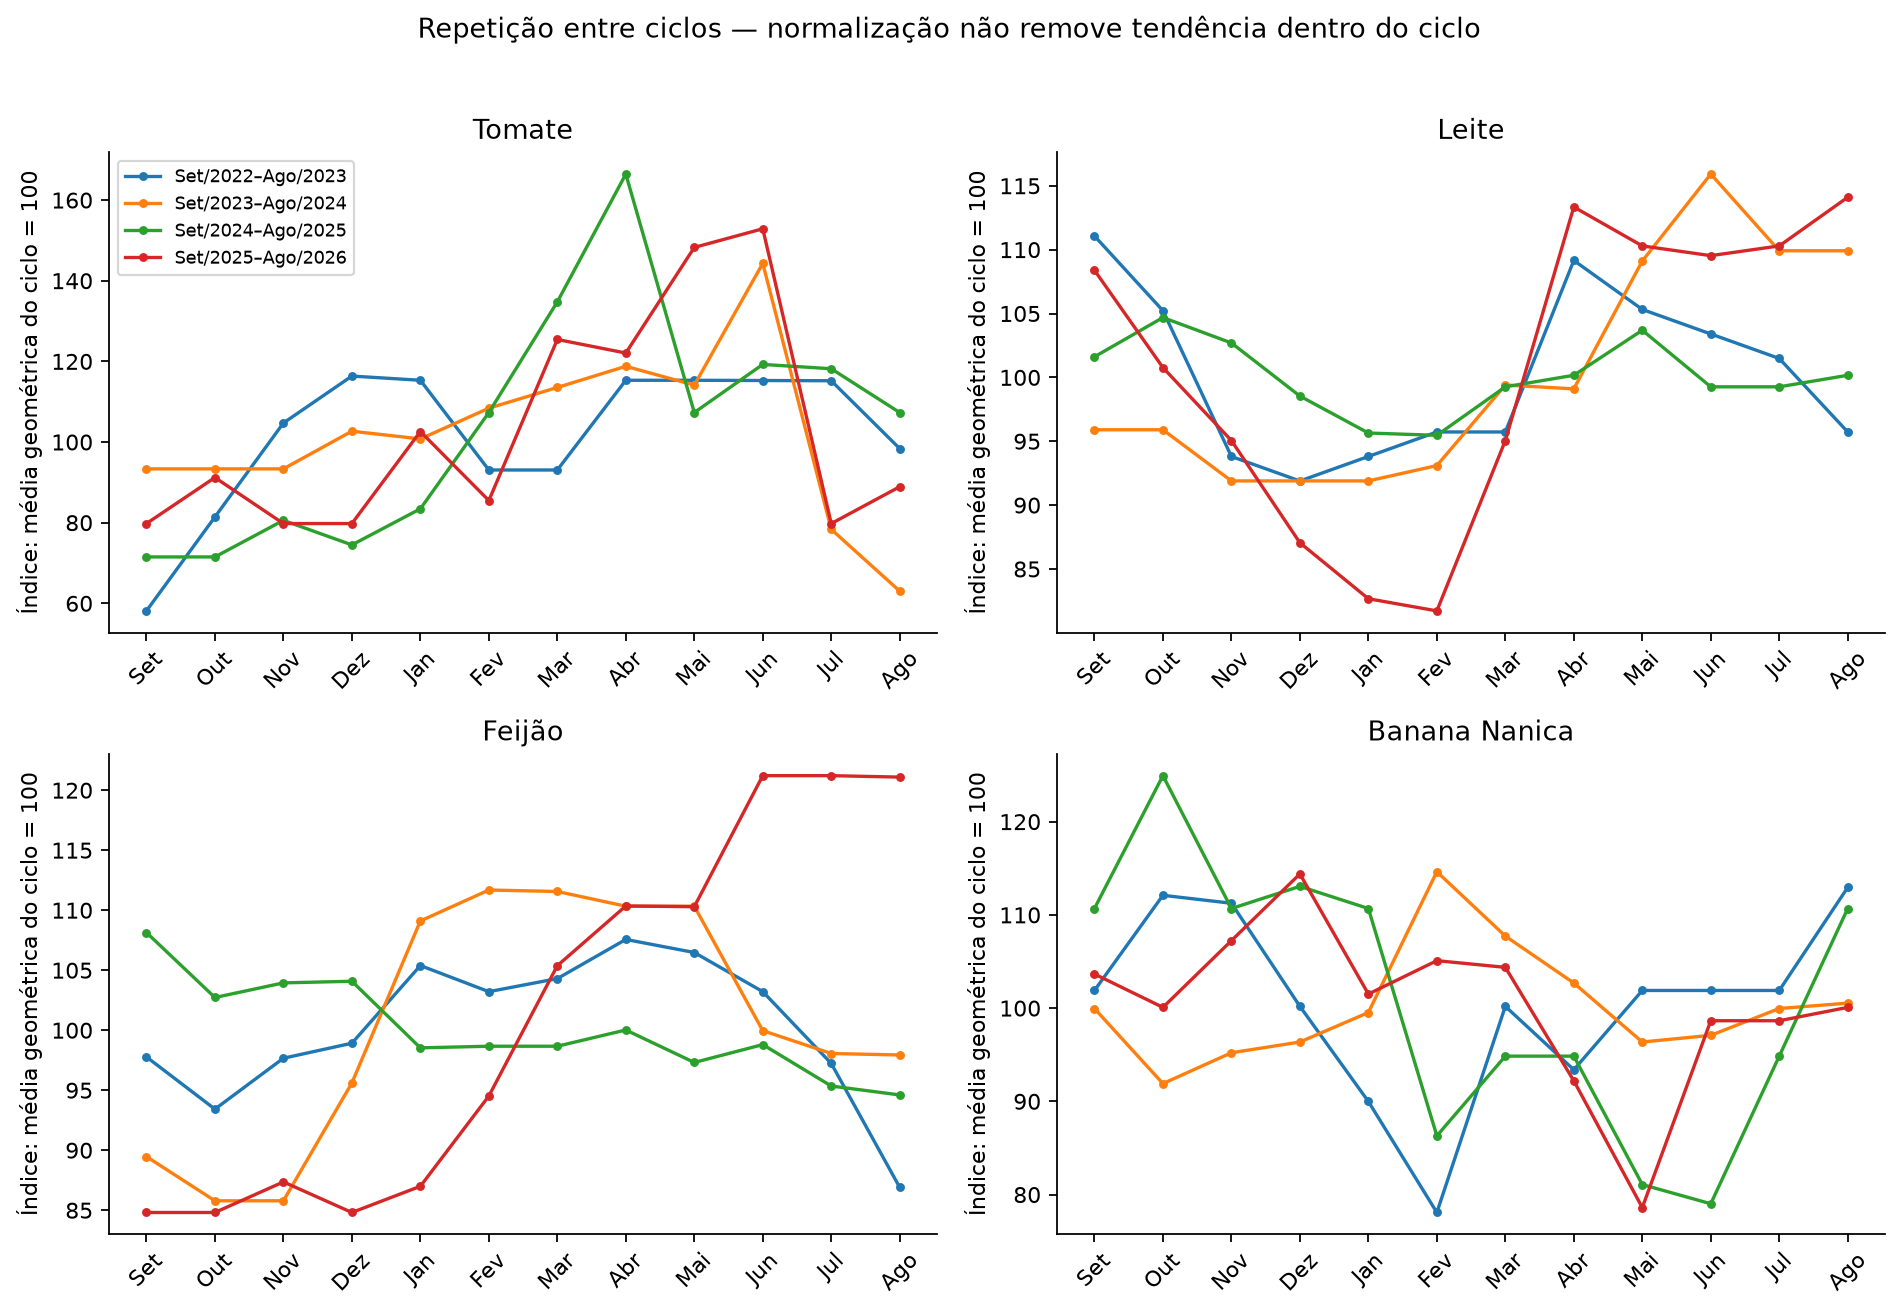 Repetição entre ciclos — normalização não remove tendência dentro do ciclo
Tomate
Índice: média geométrica do ciclo = 100
160
140
120
100
80
60
Set/2022–Ago/2023
Set/2023–Ago/2024
Set/2024–Ago/2025
Set/2025–Ago/2026
Set Out Nov Dez Jan Fev Mar Abr Mai Jun Jul Ago
Leite
Índice: média geométrica do ciclo = 100
115
110
105
100
95
90
85
Set Out Nov Dez Jan Fev Mar Abr Mai Jun Jul Ago
Feijão
Índice: média geométrica do ciclo = 100
120
115
110
105
100
95
90
85
Set Out Nov Dez Jan Fev Mar Abr Mai Jun Jul Ago
Banana Nanica
Índice: média geométrica do ciclo = 100
120
110
100
90
80
Set Out Nov Dez Jan Fev Mar Abr Mai Jun Jul Ago